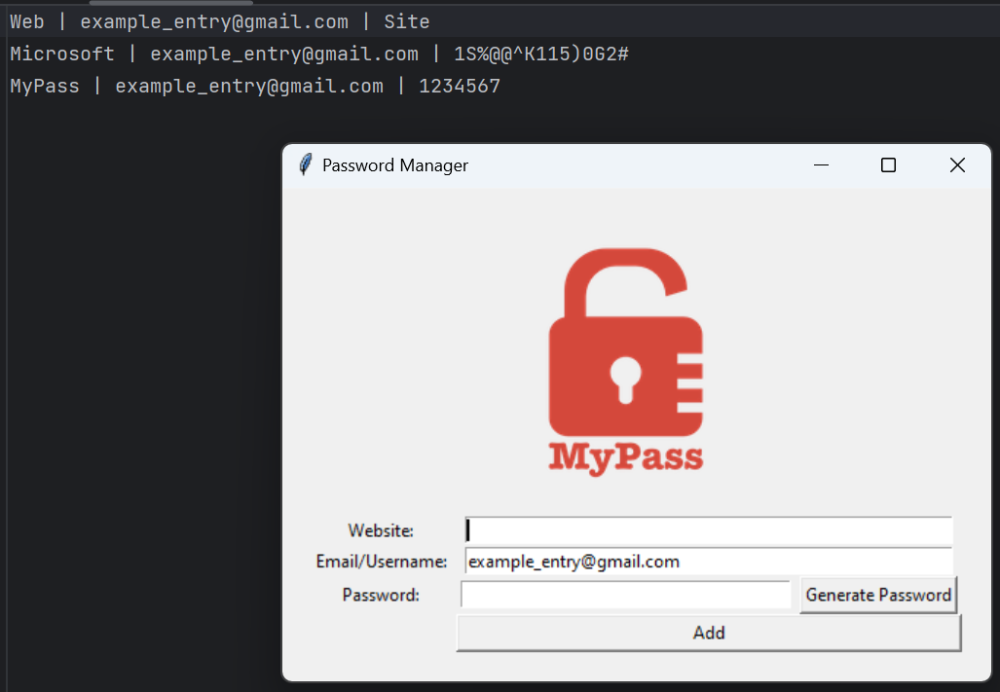 Web | example_entry@gmail.com | Site
Microsoft | example_entry@gmail.com | 1S%@@^K115)0G2#
MyPass | example_entry@gmail.com | 1234567
Password Manager
MyPass
Website:
Email/Username: example_entry@gmail.com
Password: Generate Password
Add